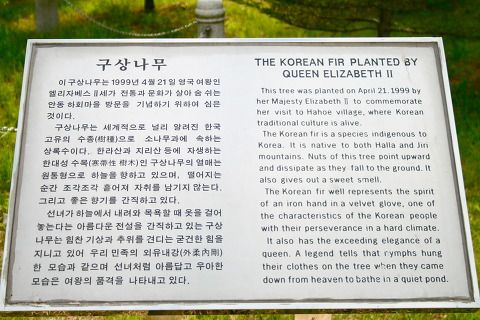 구상나무
이 구상나무는 1999년 4월 21일 영국 여왕인
엘리자베스Ⅱ세가 전통과 문화가 살아 숨 쉬는
안동 하회마을 방문을 기념하기 위하여 심은
것이다.
구상나무는 세계적으로 널리 알려진 한국
고유의 수종(樹種)으로 소나무과에 속하는
상록수이다. 한라산과 지리산 등에 자생하는
한대성 수목(寒帶性 樹木)인 구상나무의 열매는
원통형으로 하늘을 향하고 있으며, 떨어지는
순간 조각조각 흩어져 자취를 남기지 않는다.
그리고 좋은 향기를 간직하고 있다.
선녀가 하늘에서 내려와 목욕할 때 옷을 걸어
놓는다는 아름다운 전설을 간직하고 있는 구상
나무는 힘찬 기상과 추위를 견디는 굳건한 힘을
지니고 있어 우리 민족의 외유내강(外柔內剛)
한 모습과 같으며 선녀처럼 아름답고 우아한
모습은 여왕의 품격을 나타내고 있다.
THE KOREAN FIR PLANTED BY
QUEEN ELIZABETH Ⅱ
This tree was planted on April 21, 1999 by
her Majesty Elizabeth Ⅱ to commemorate
her visit to Hahoe village, where Korean
traditional culture is alive.
The Korean fir is a species indigenous to
Korea. It is native to both Halla and Jiri
mountains. Nuts of this tree point upward
and dissipate as they fall to the ground. It
also gives out a sweet smell.
The Korean fir well represents the spirit
of an iron hand in a velvet glove, one of
the characteristics of the Korean people
with their perseverance in a hard climate.
It also has the exceeding elegance of a
queen. A legend tells that nymphs hung
their clothes on the tree when they came
down from heaven to bathe in a quiet pond.